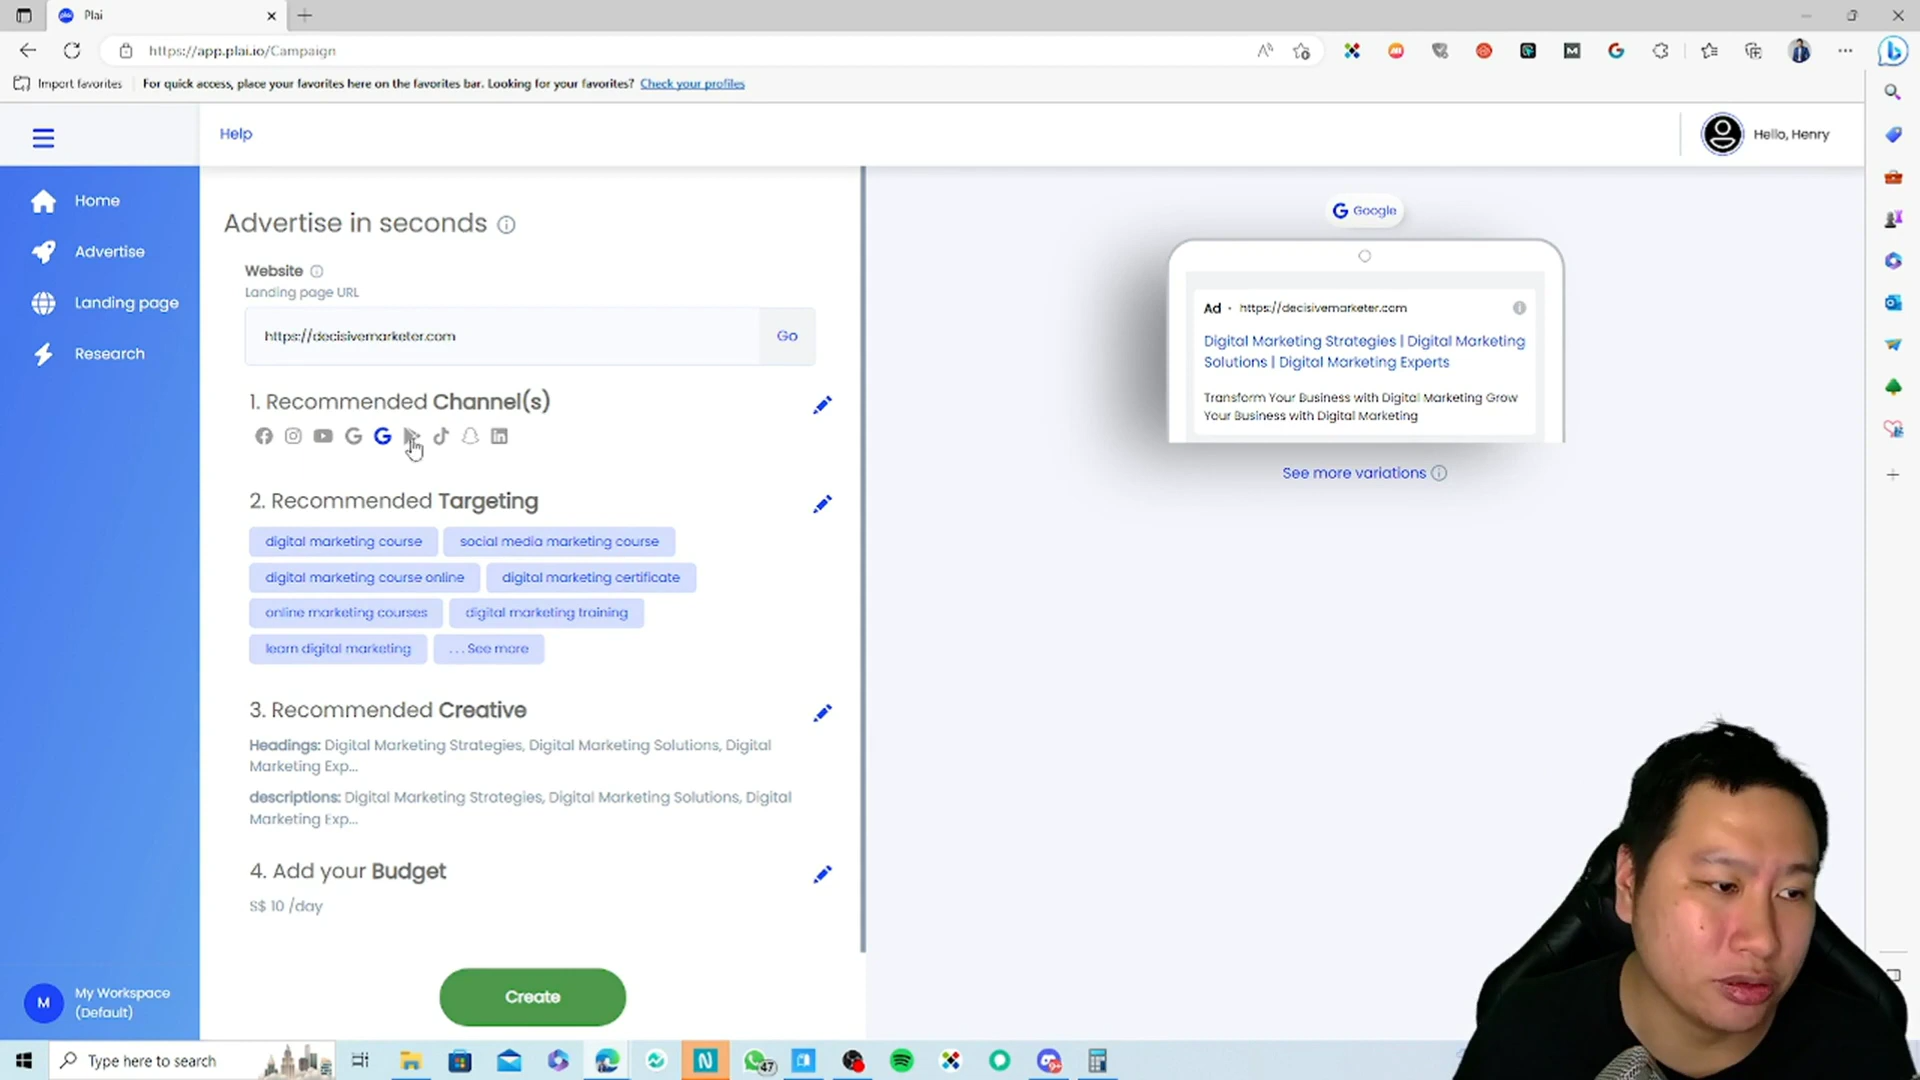 Plai
https://app.plai.io/Campaign
Import favorites
For quick access, place your favorites here on the favorites bar. Looking for your favorites? Check your profiles
Help
Hello, Henry
Home
Advertise
Landing page
Research
My Workspace
(Default)
M
Advertise in seconds
Website
Landing page URL
https://decisivemarketer.com
Go
1. Recommended Channel(s)
2. Recommended Targeting
digital marketing course
social media marketing course
digital marketing course online
digital marketing certificate
online marketing courses
digital marketing training
learn digital marketing
... See more
3. Recommended Creative
Headings: Digital Marketing Strategies, Digital Marketing Solutions, Digital
Marketing Exp...
descriptions: Digital Marketing Strategies, Digital Marketing Solutions, Digital
Marketing Exp...
4. Add your Budget
S$ 10 /day
Create
Google
Ad · https://decisivemarketer.com
Digital Marketing Strategies | Digital Marketing
Solutions | Digital Marketing Experts
Transform Your Business with Digital Marketing Grow
Your Business with Digital Marketing
See more variations
Type here to search
47